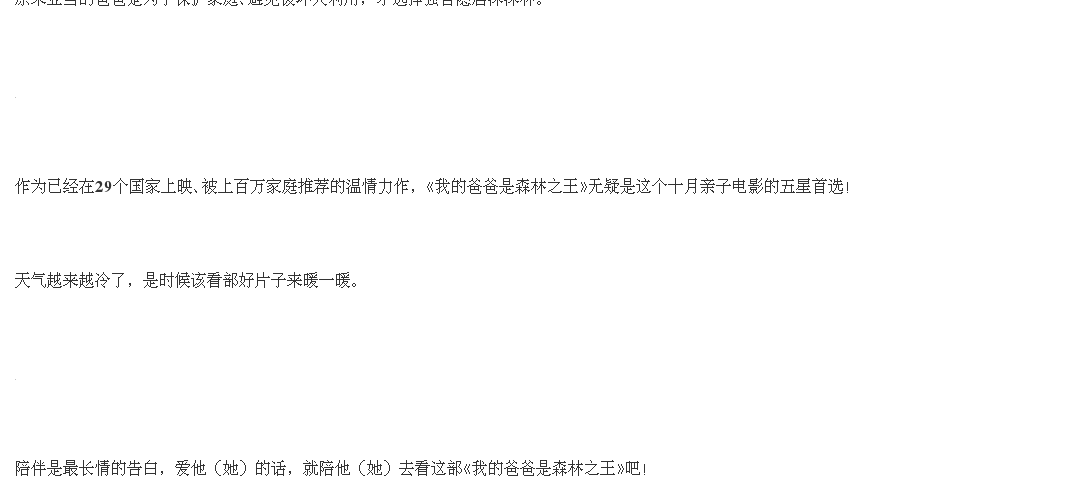 作为已经在29个国家上映、被上百万家庭推荐的温情力作，《我的爸爸是森林之王》无疑是这个十月亲子电影的五星首选!
天气越来越冷了，是时候该看部好片子来暖一暖。
陪伴是最长情的告白，爱他（她）的话，就陪他（她）去看这部《我的爸爸是森林之王》吧!